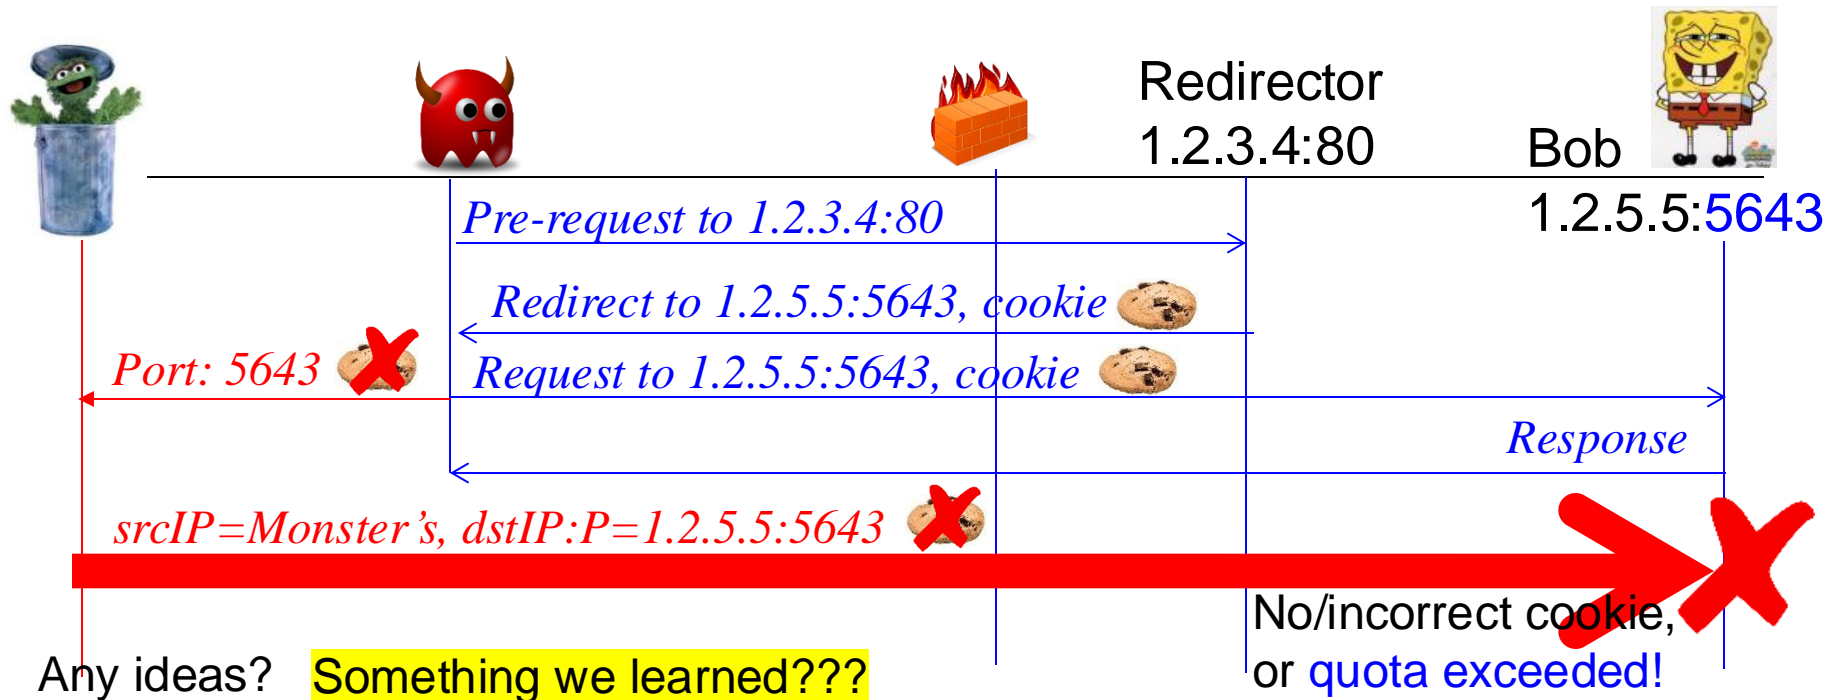 Redirector
1.2.3.4:80
Bob
1.2.5.5:5643
Pre-request to 1.2.3.4:80
Redirect to 1.2.5.5:5643, cookie
Port: 5643
Request to 1.2.5.5:5643, cookie
Response
srcIP=Monster's, dstIP:P=1.2.5.5:5643
No/incorrect cookie,
or quota exceeded!
Any ideas? Something we learned???